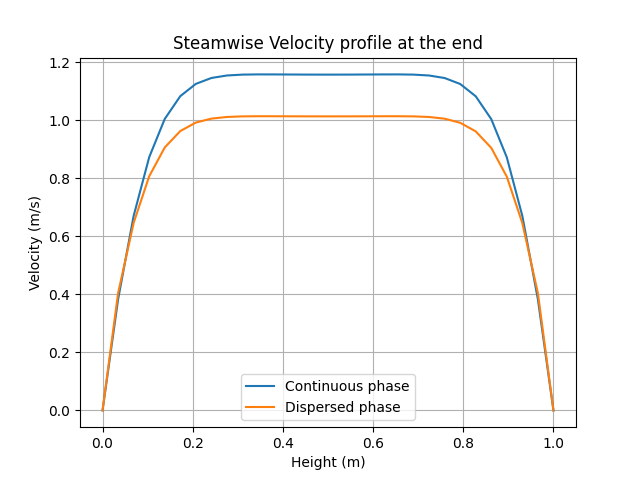 Steamwise Velocity profile at the end
1.2
1.0
0.8
0.6
0.4
0.2
0.0
Velocity (m/s)
Continuous phase
Dispersed phase
0.0 0.2 0.4 0.6 0.8 1.0
Height (m)